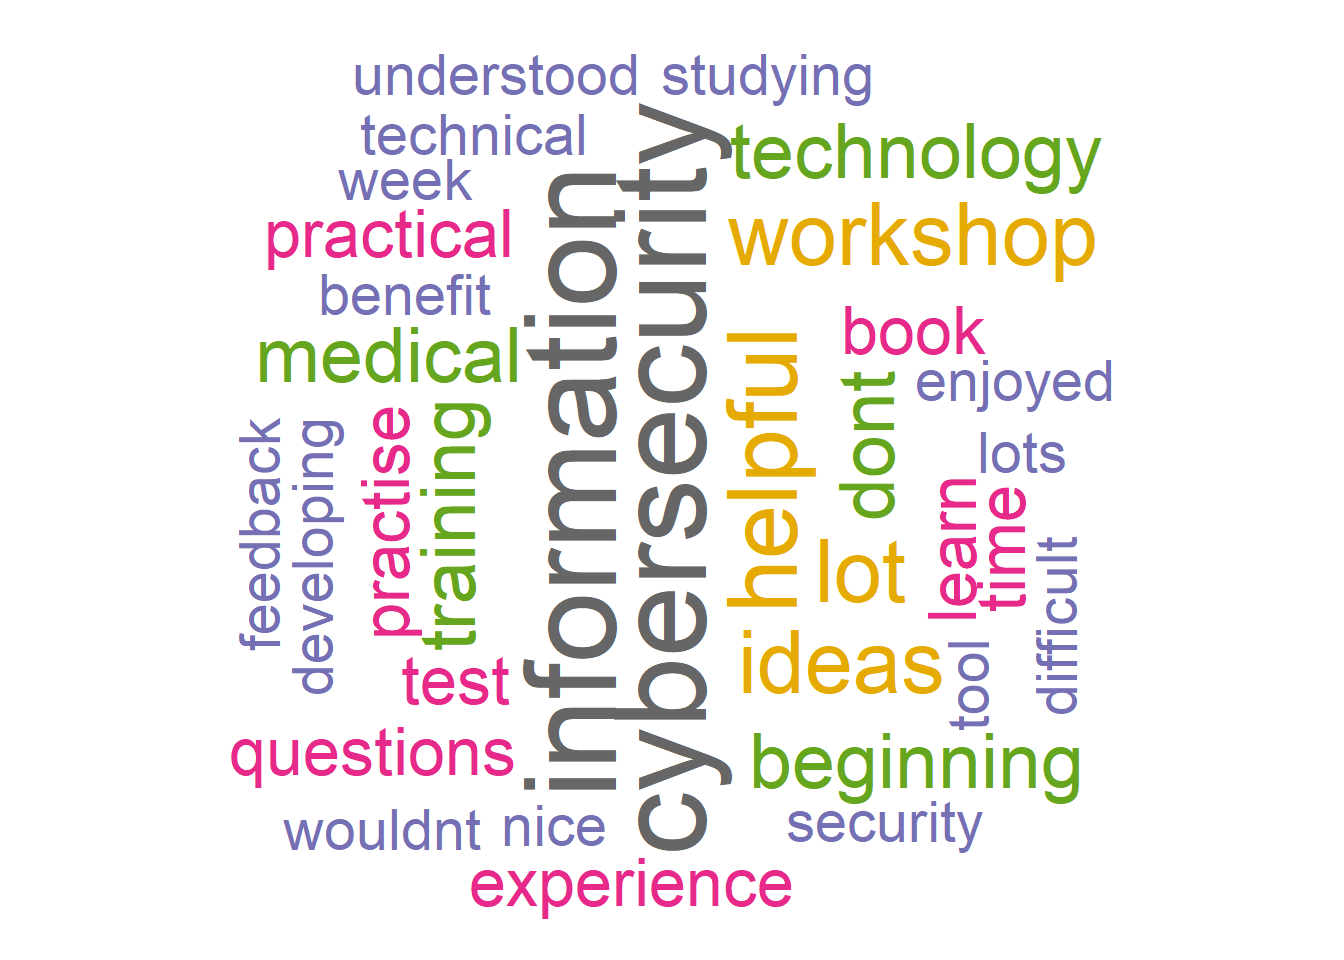 understood studying
technical
week
technology
practical
workshop
benefit
medical
information
cybersecurity
helpful
book
dont
enjoyed
lots
feedback
developing
practise
training
learn
time
lot
difficult
test
ideas
tool
questions
beginning
wouldnt
nice
security
experience